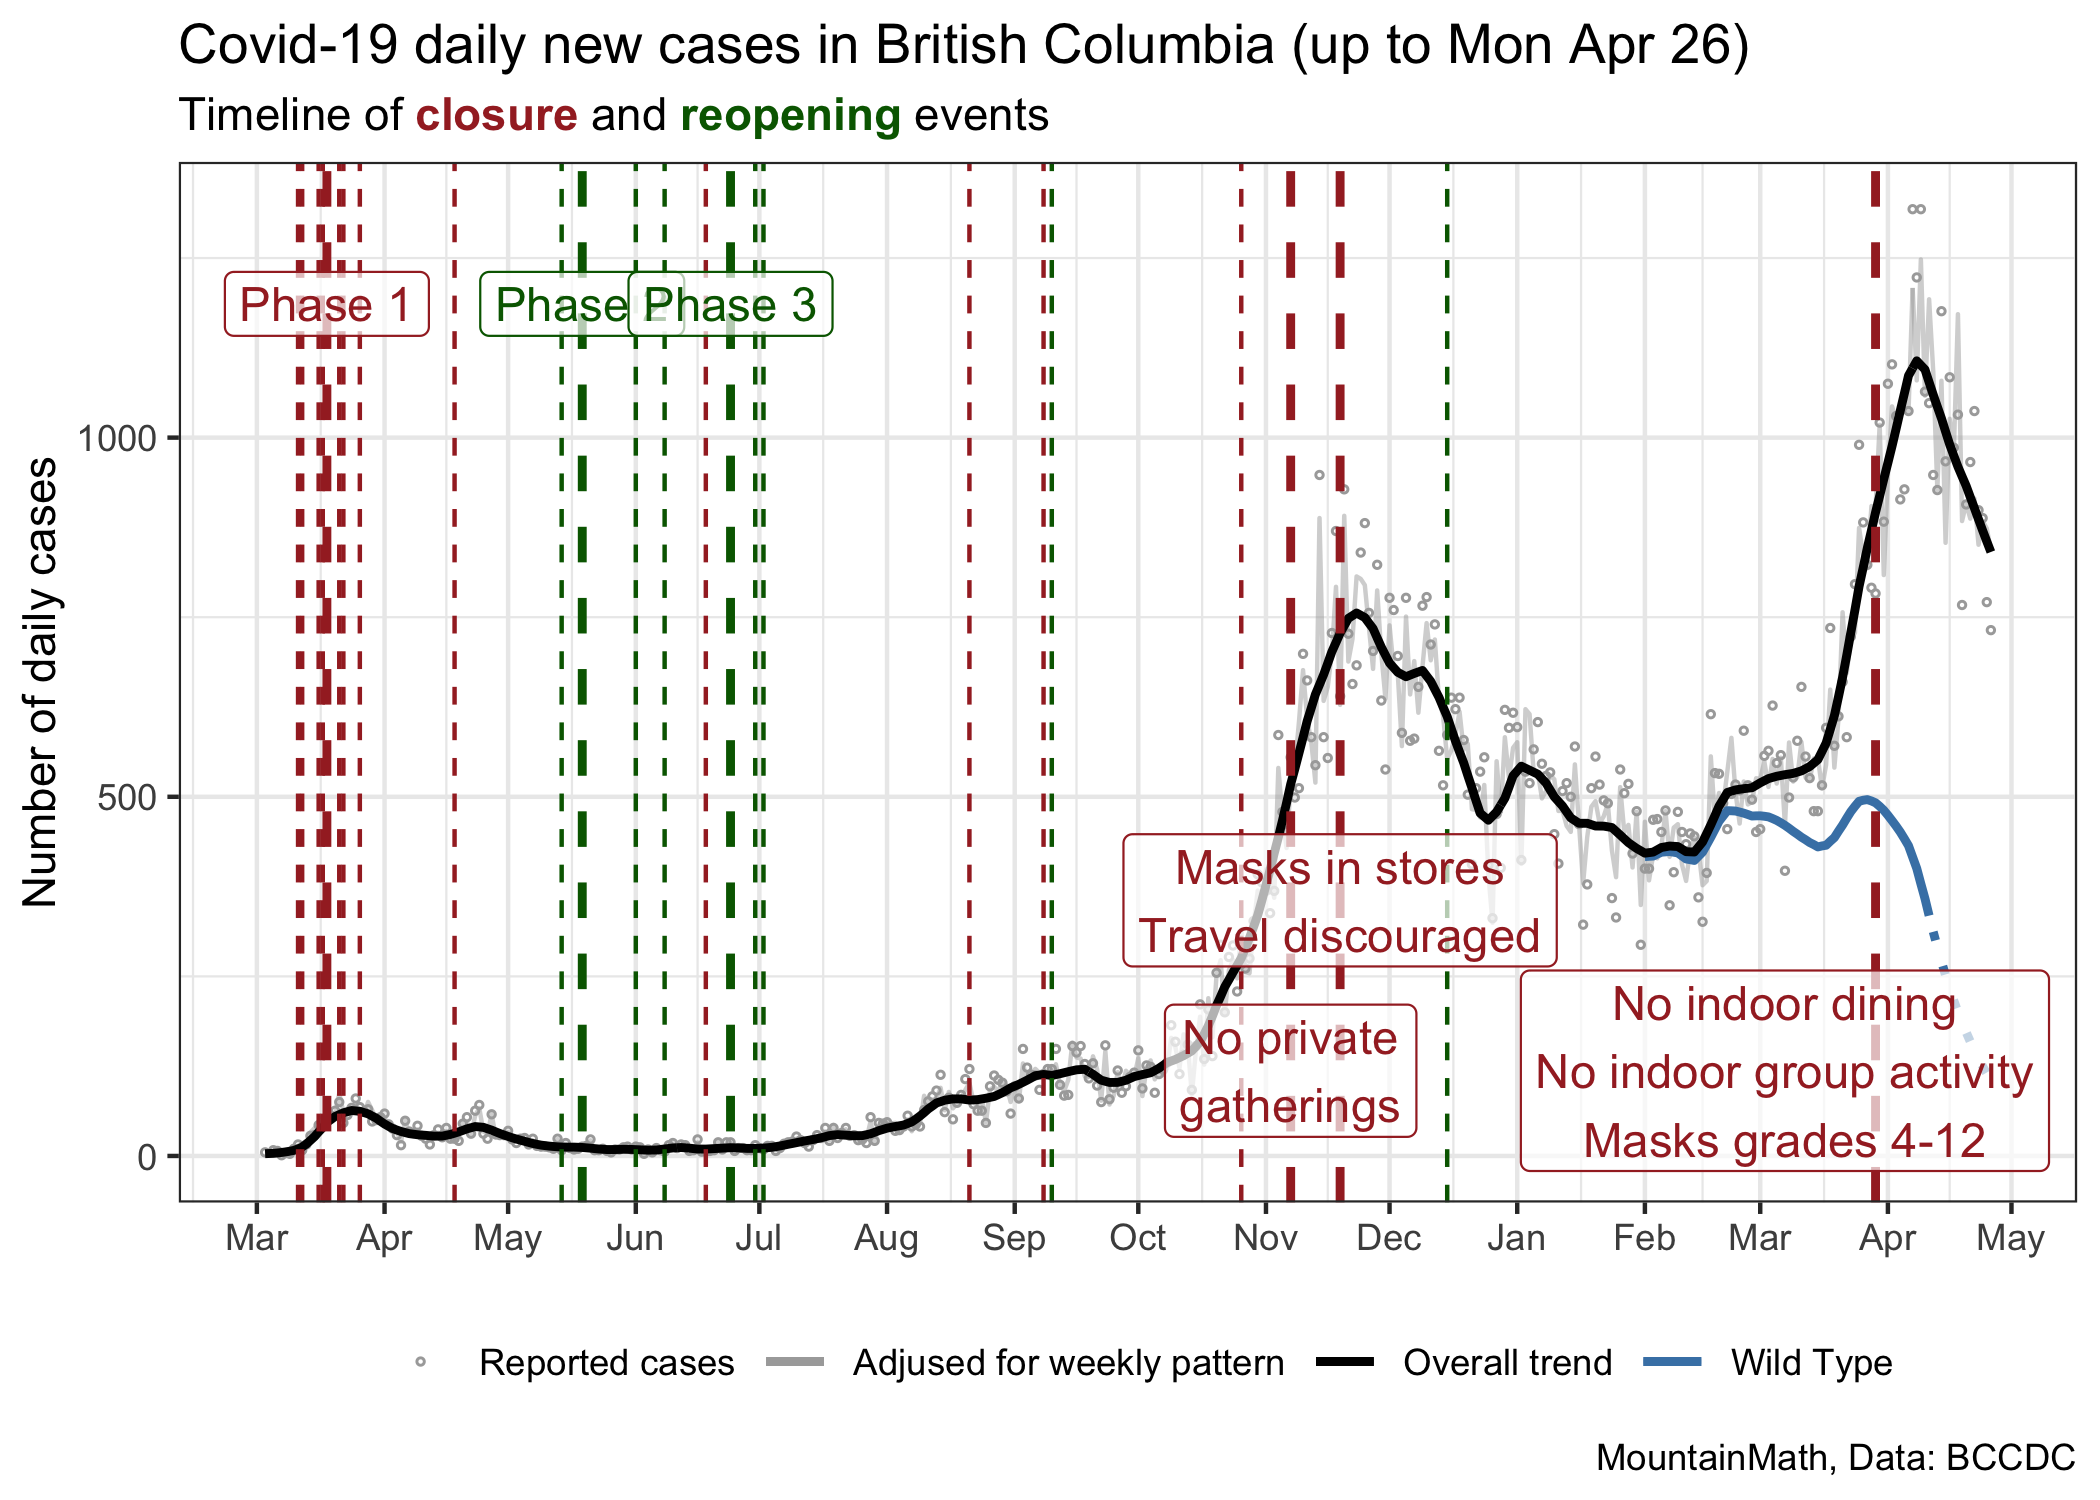 Covid-19 daily new cases in British Columbia (up to Mon Apr 26)
Timeline of closure and reopening events
Number of daily cases
1000
500
0
Phase 1
Phase 2
Phase 3
Masks in stores
Travel discouraged
No private
gatherings
No indoor dining
No indoor group activity
Masks grades 4-12
Mar Apr May Jun Jul Aug Sep Oct Nov Dec Jan Feb Mar Apr May
Reported cases Adjused for weekly pattern Overall trend Wild Type
MountainMath, Data: BCCDC